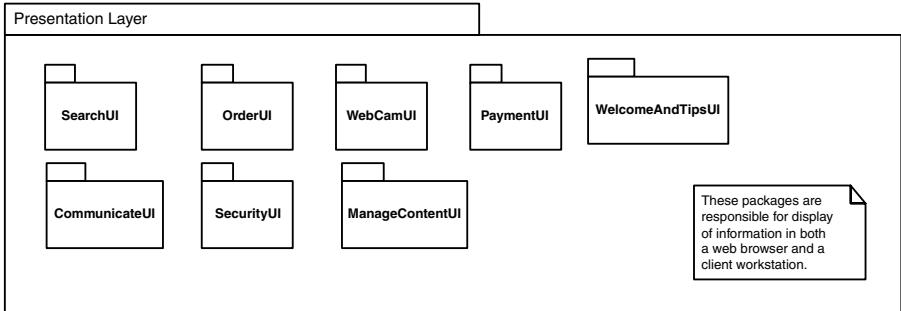 Presentation Layer
SearchUI
OrderUI
WebCamUI
PaymentUI
WelcomeAndTipsUI
CommunicateUI
SecurityUI
ManageContentUI
These packages are
responsible for display
of information in both
a web browser and a
client workstation.